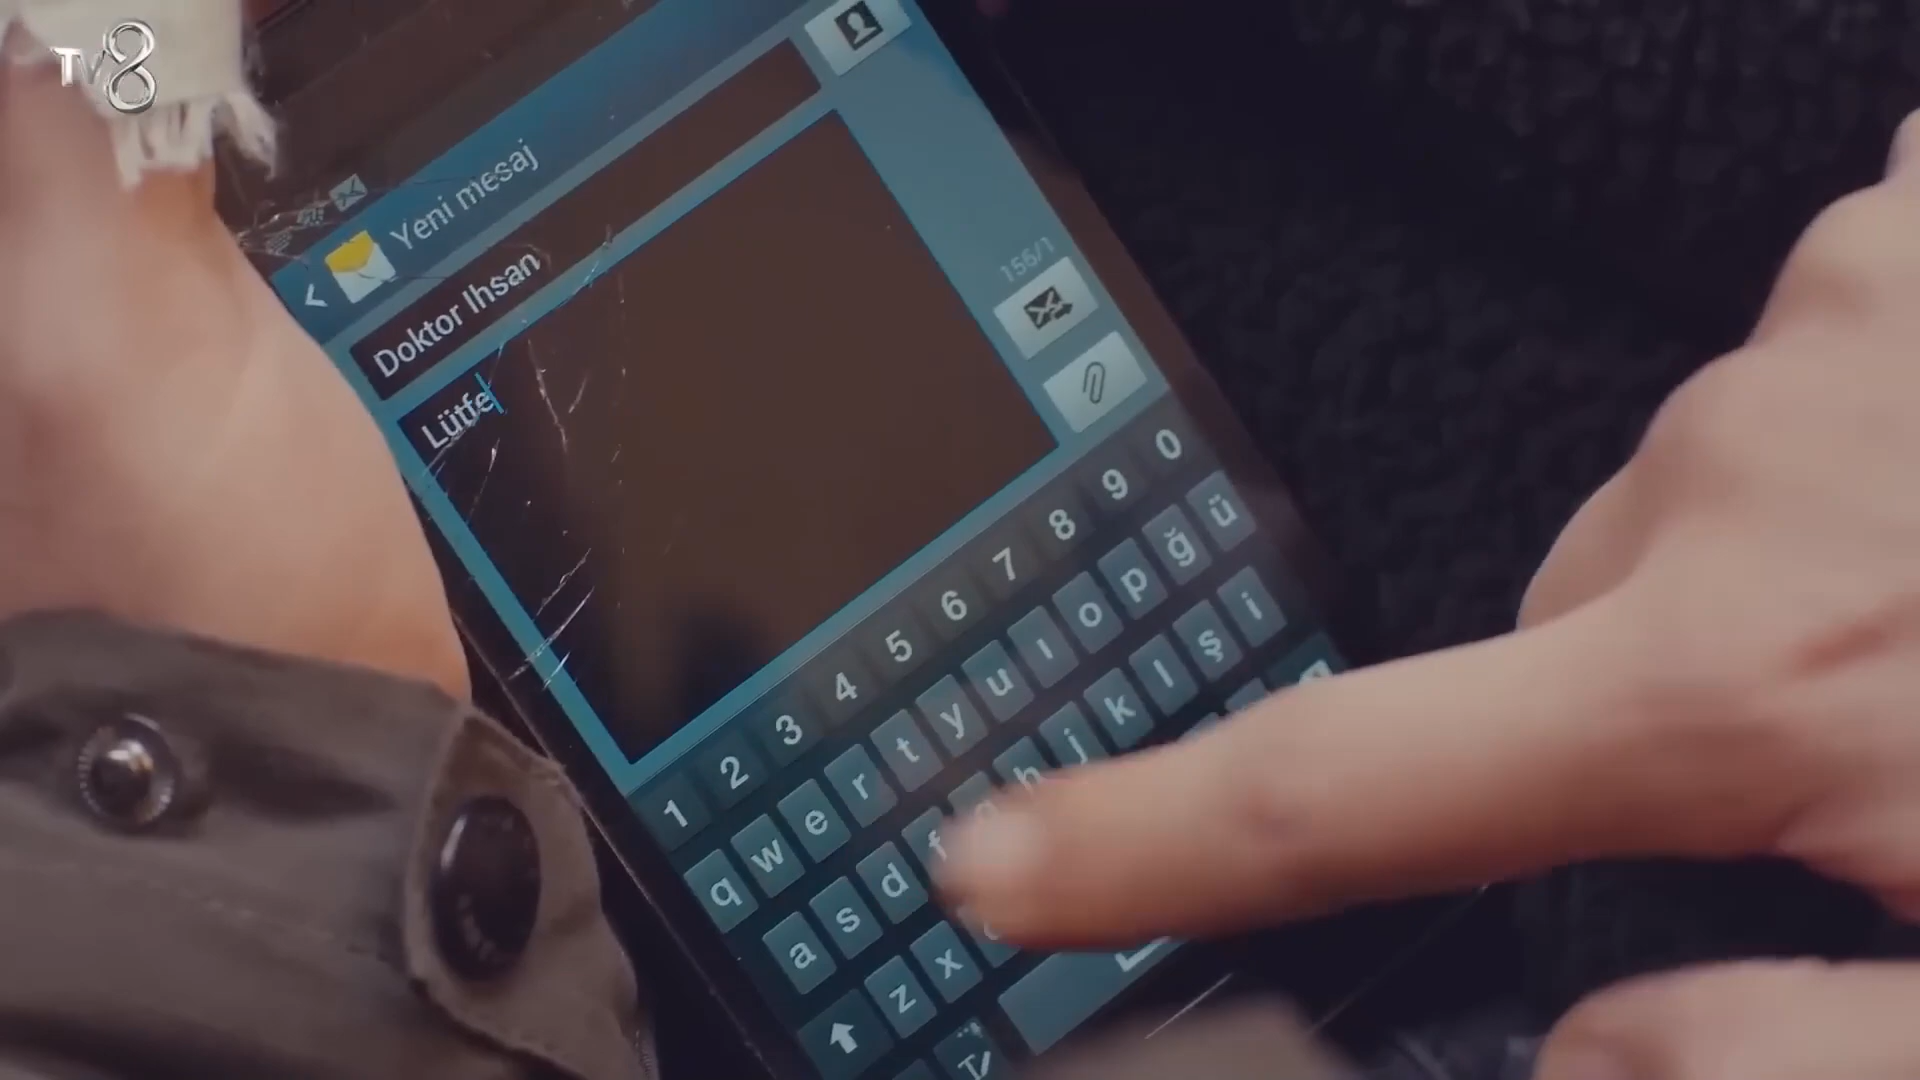 TV8
Yeni mesaj
Doktor Ihsan
156/1
Lütfe
1 2 3 4 5 6 7 8 9 0
q w e r t y u ı o p ğ ü
a s d f g h j k l ş i
z x